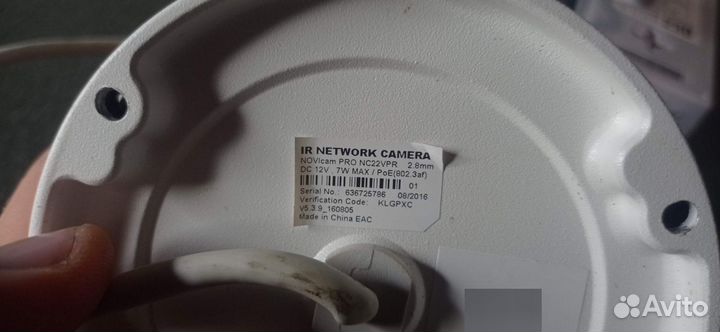 IR NETWORK CAMERA
NOVIcam PRO NC22VPR 2.8mm
DC 12V , 7W MAX / PoE(802.3af)
01
Serial No.: 636725786 08/2016
Verification Code: KLGPXC
V5.3.9_160805
Made in China EAC
Avito